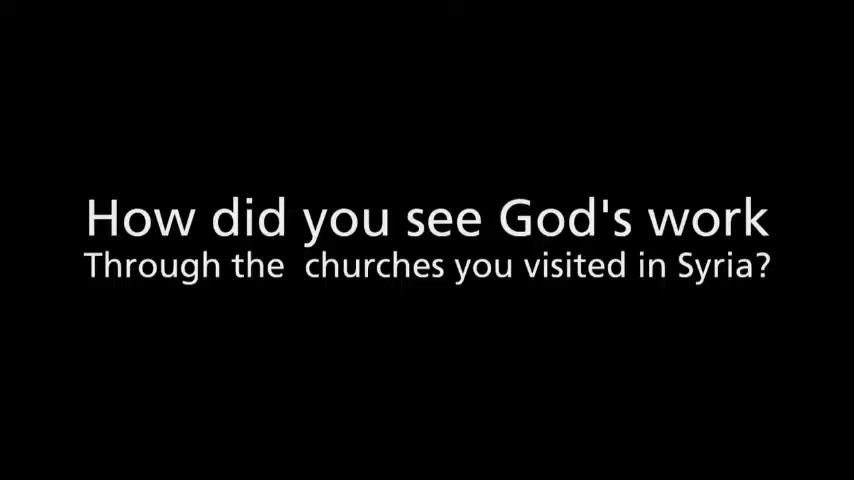 How did you see God's work
Through the  churches you visited in Syria?